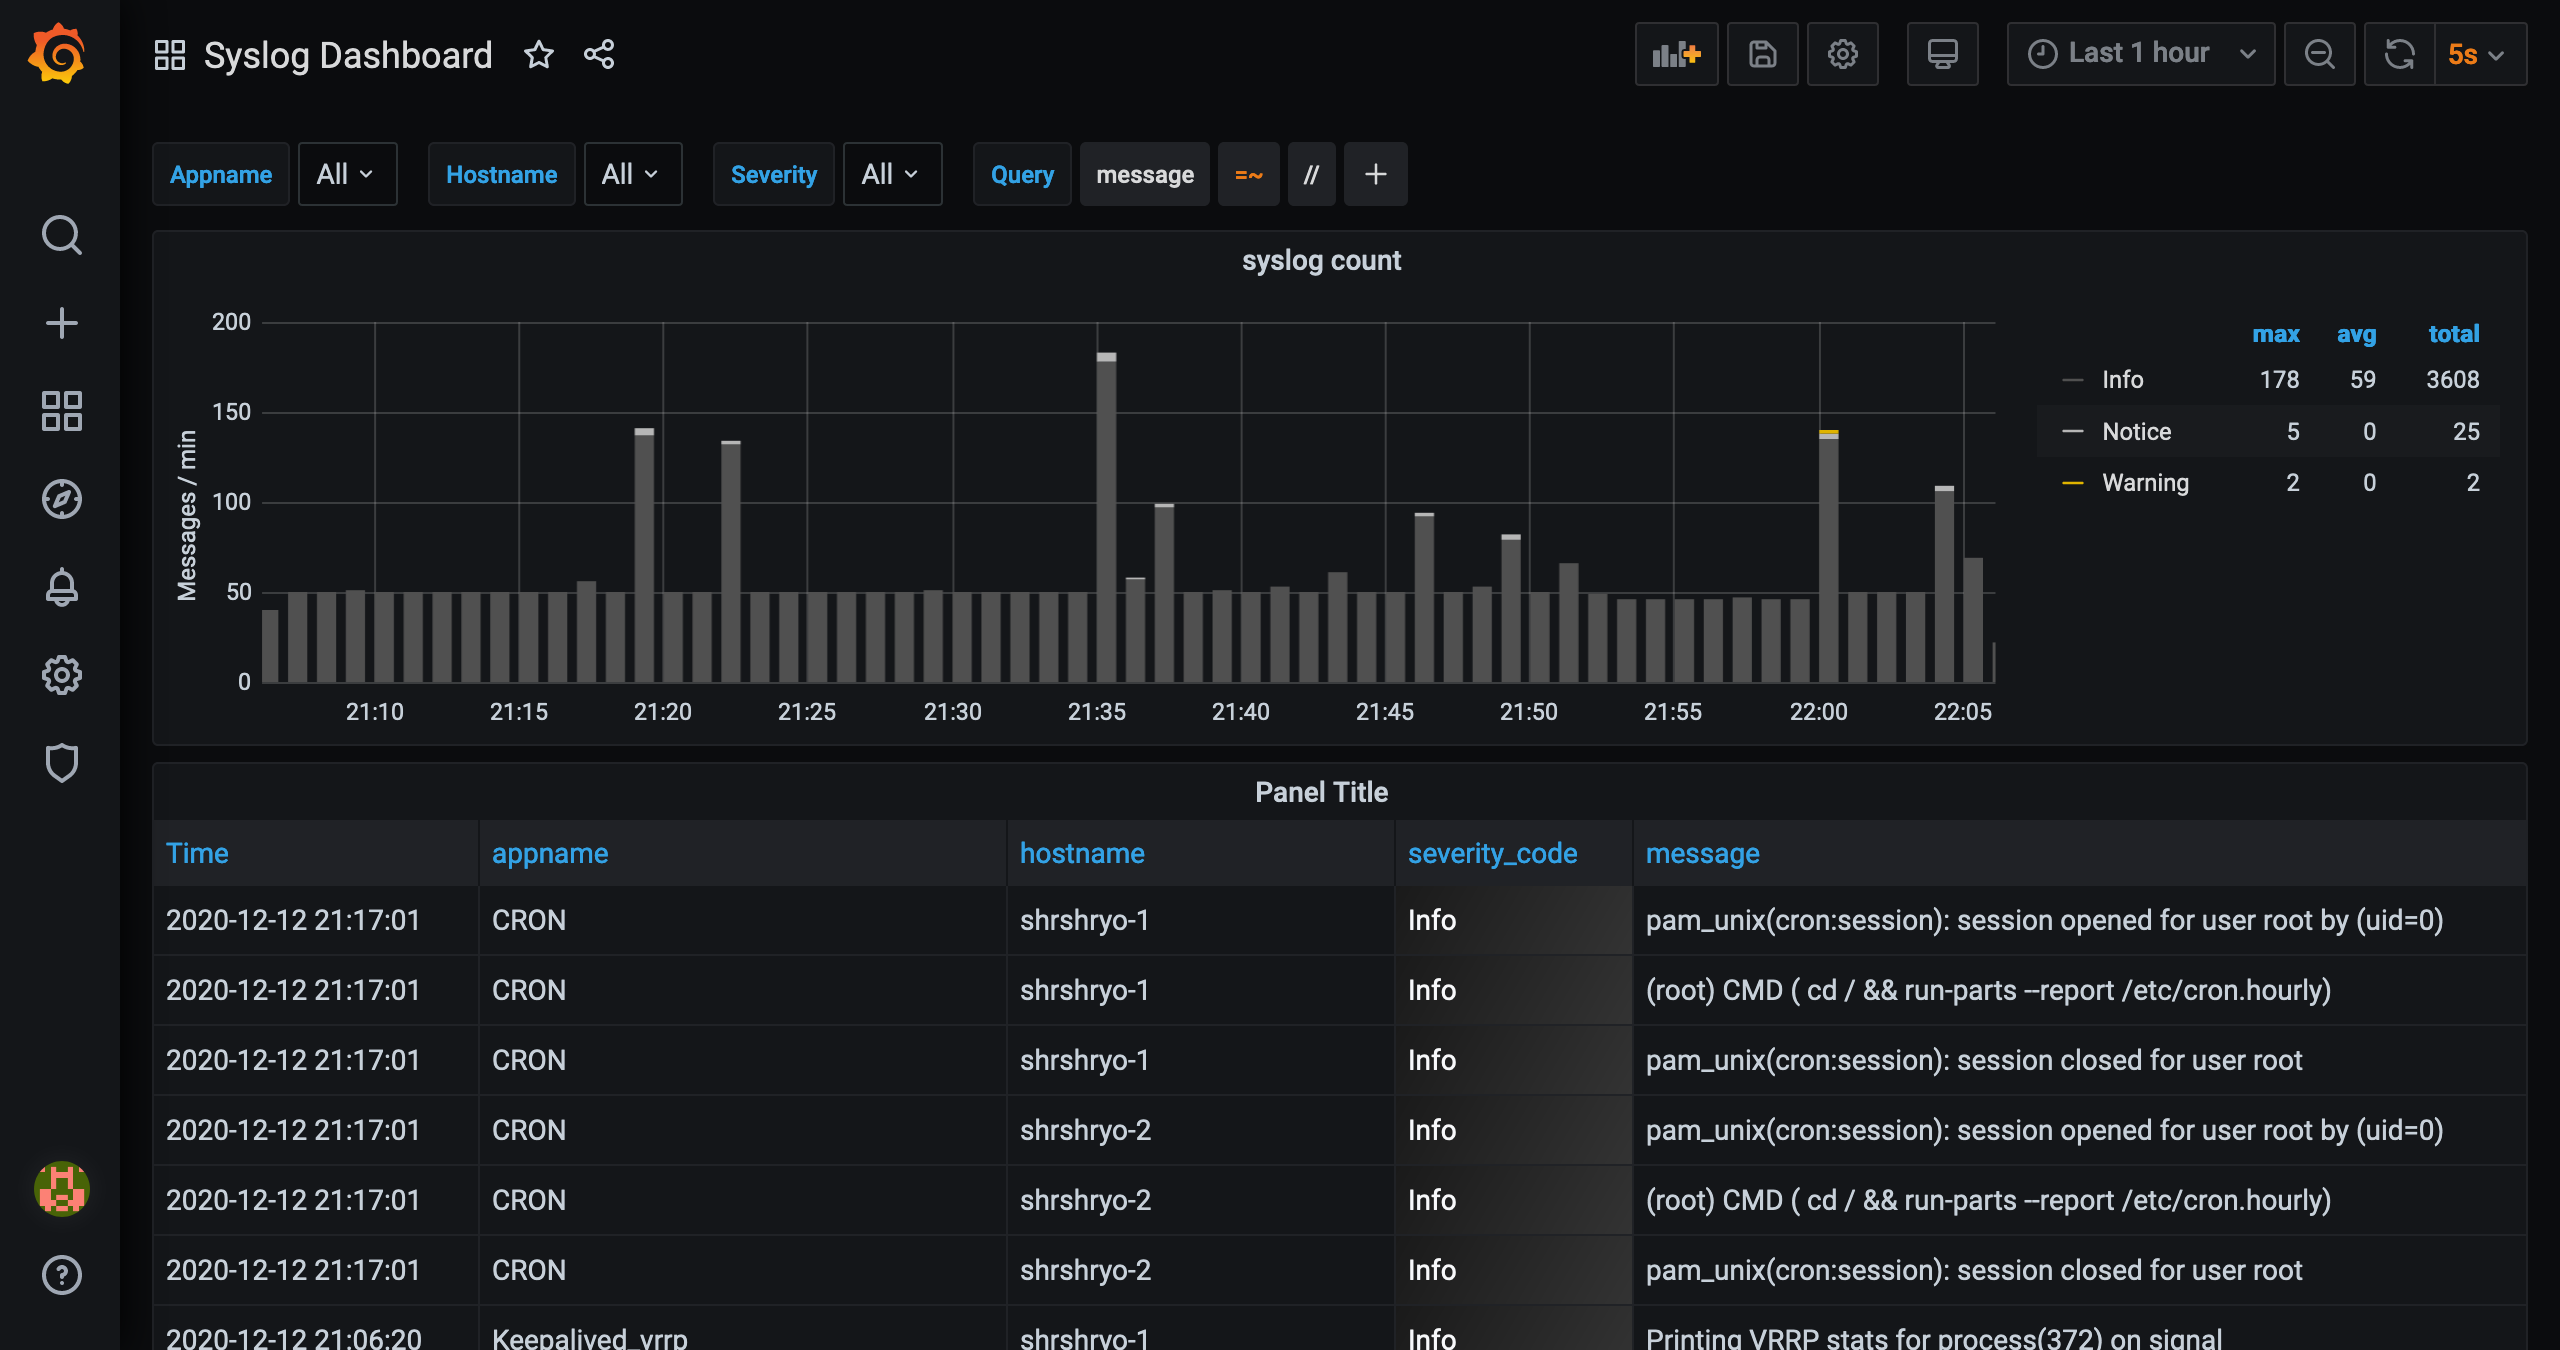 Syslog Dashboard
Last 1 hour
5s
Appname All Hostname All Severity All Query message =~ // +
syslog count
Messages / min
200
150
100
50
0
21:10 21:15 21:20 21:25 21:30 21:35 21:40 21:45 21:50 21:55 22:00 22:05
max avg total
Info 178 59 3608
Notice 5 0 25
Warning 2 0 2
Panel Title
Time appname hostname severity_code message
2020-12-12 21:17:01 CRON shrshryo-1 Info pam_unix(cron:session): session opened for user root by (uid=0)
2020-12-12 21:17:01 CRON shrshryo-1 Info (root) CMD ( cd / && run-parts --report /etc/cron.hourly)
2020-12-12 21:17:01 CRON shrshryo-1 Info pam_unix(cron:session): session closed for user root
2020-12-12 21:17:01 CRON shrshryo-2 Info pam_unix(cron:session): session opened for user root by (uid=0)
2020-12-12 21:17:01 CRON shrshryo-2 Info (root) CMD ( cd / && run-parts --report /etc/cron.hourly)
2020-12-12 21:17:01 CRON shrshryo-2 Info pam_unix(cron:session): session closed for user root
2020-12-12 21:06:20 Keepalived_vrrp shrshryo-1 Info Printing VRRP stats for process(372) on signal